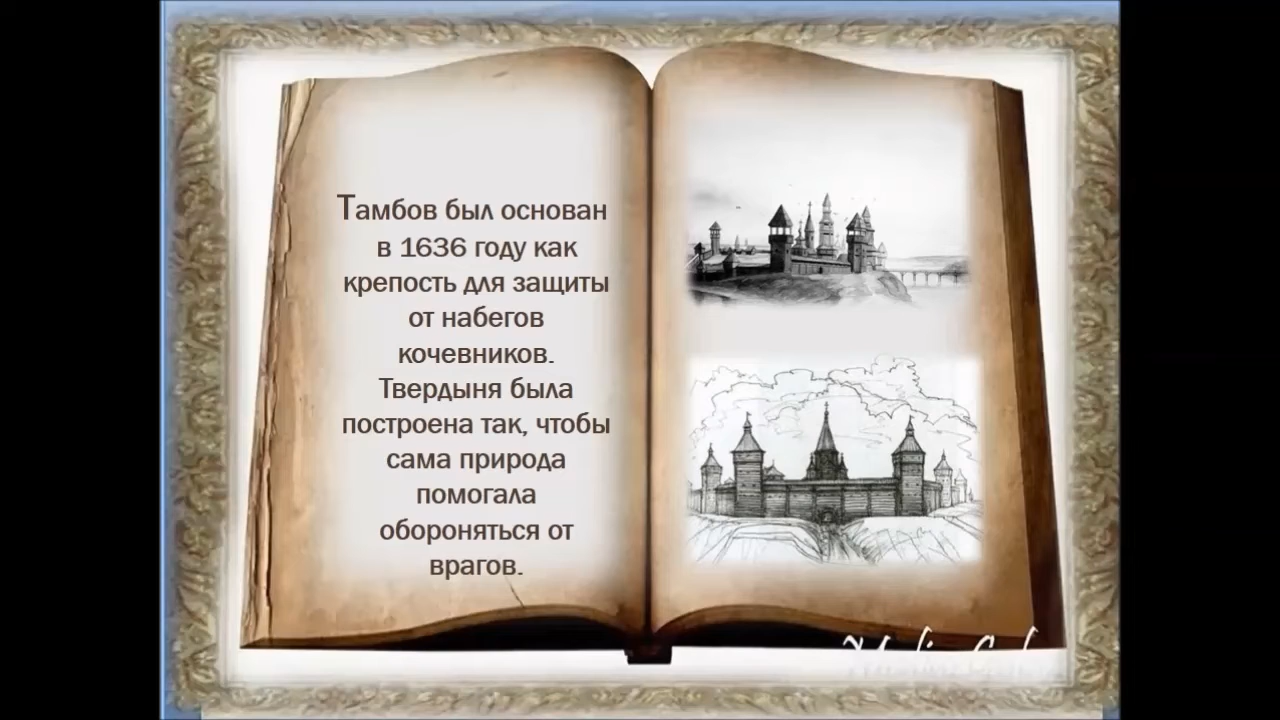 Тамбов был основан
в 1636 году как
крепость для защиты
от набегов
кочевников.
Твердыня была
построена так, чтобы
сама природа
помогала
обороняться от
врагов.